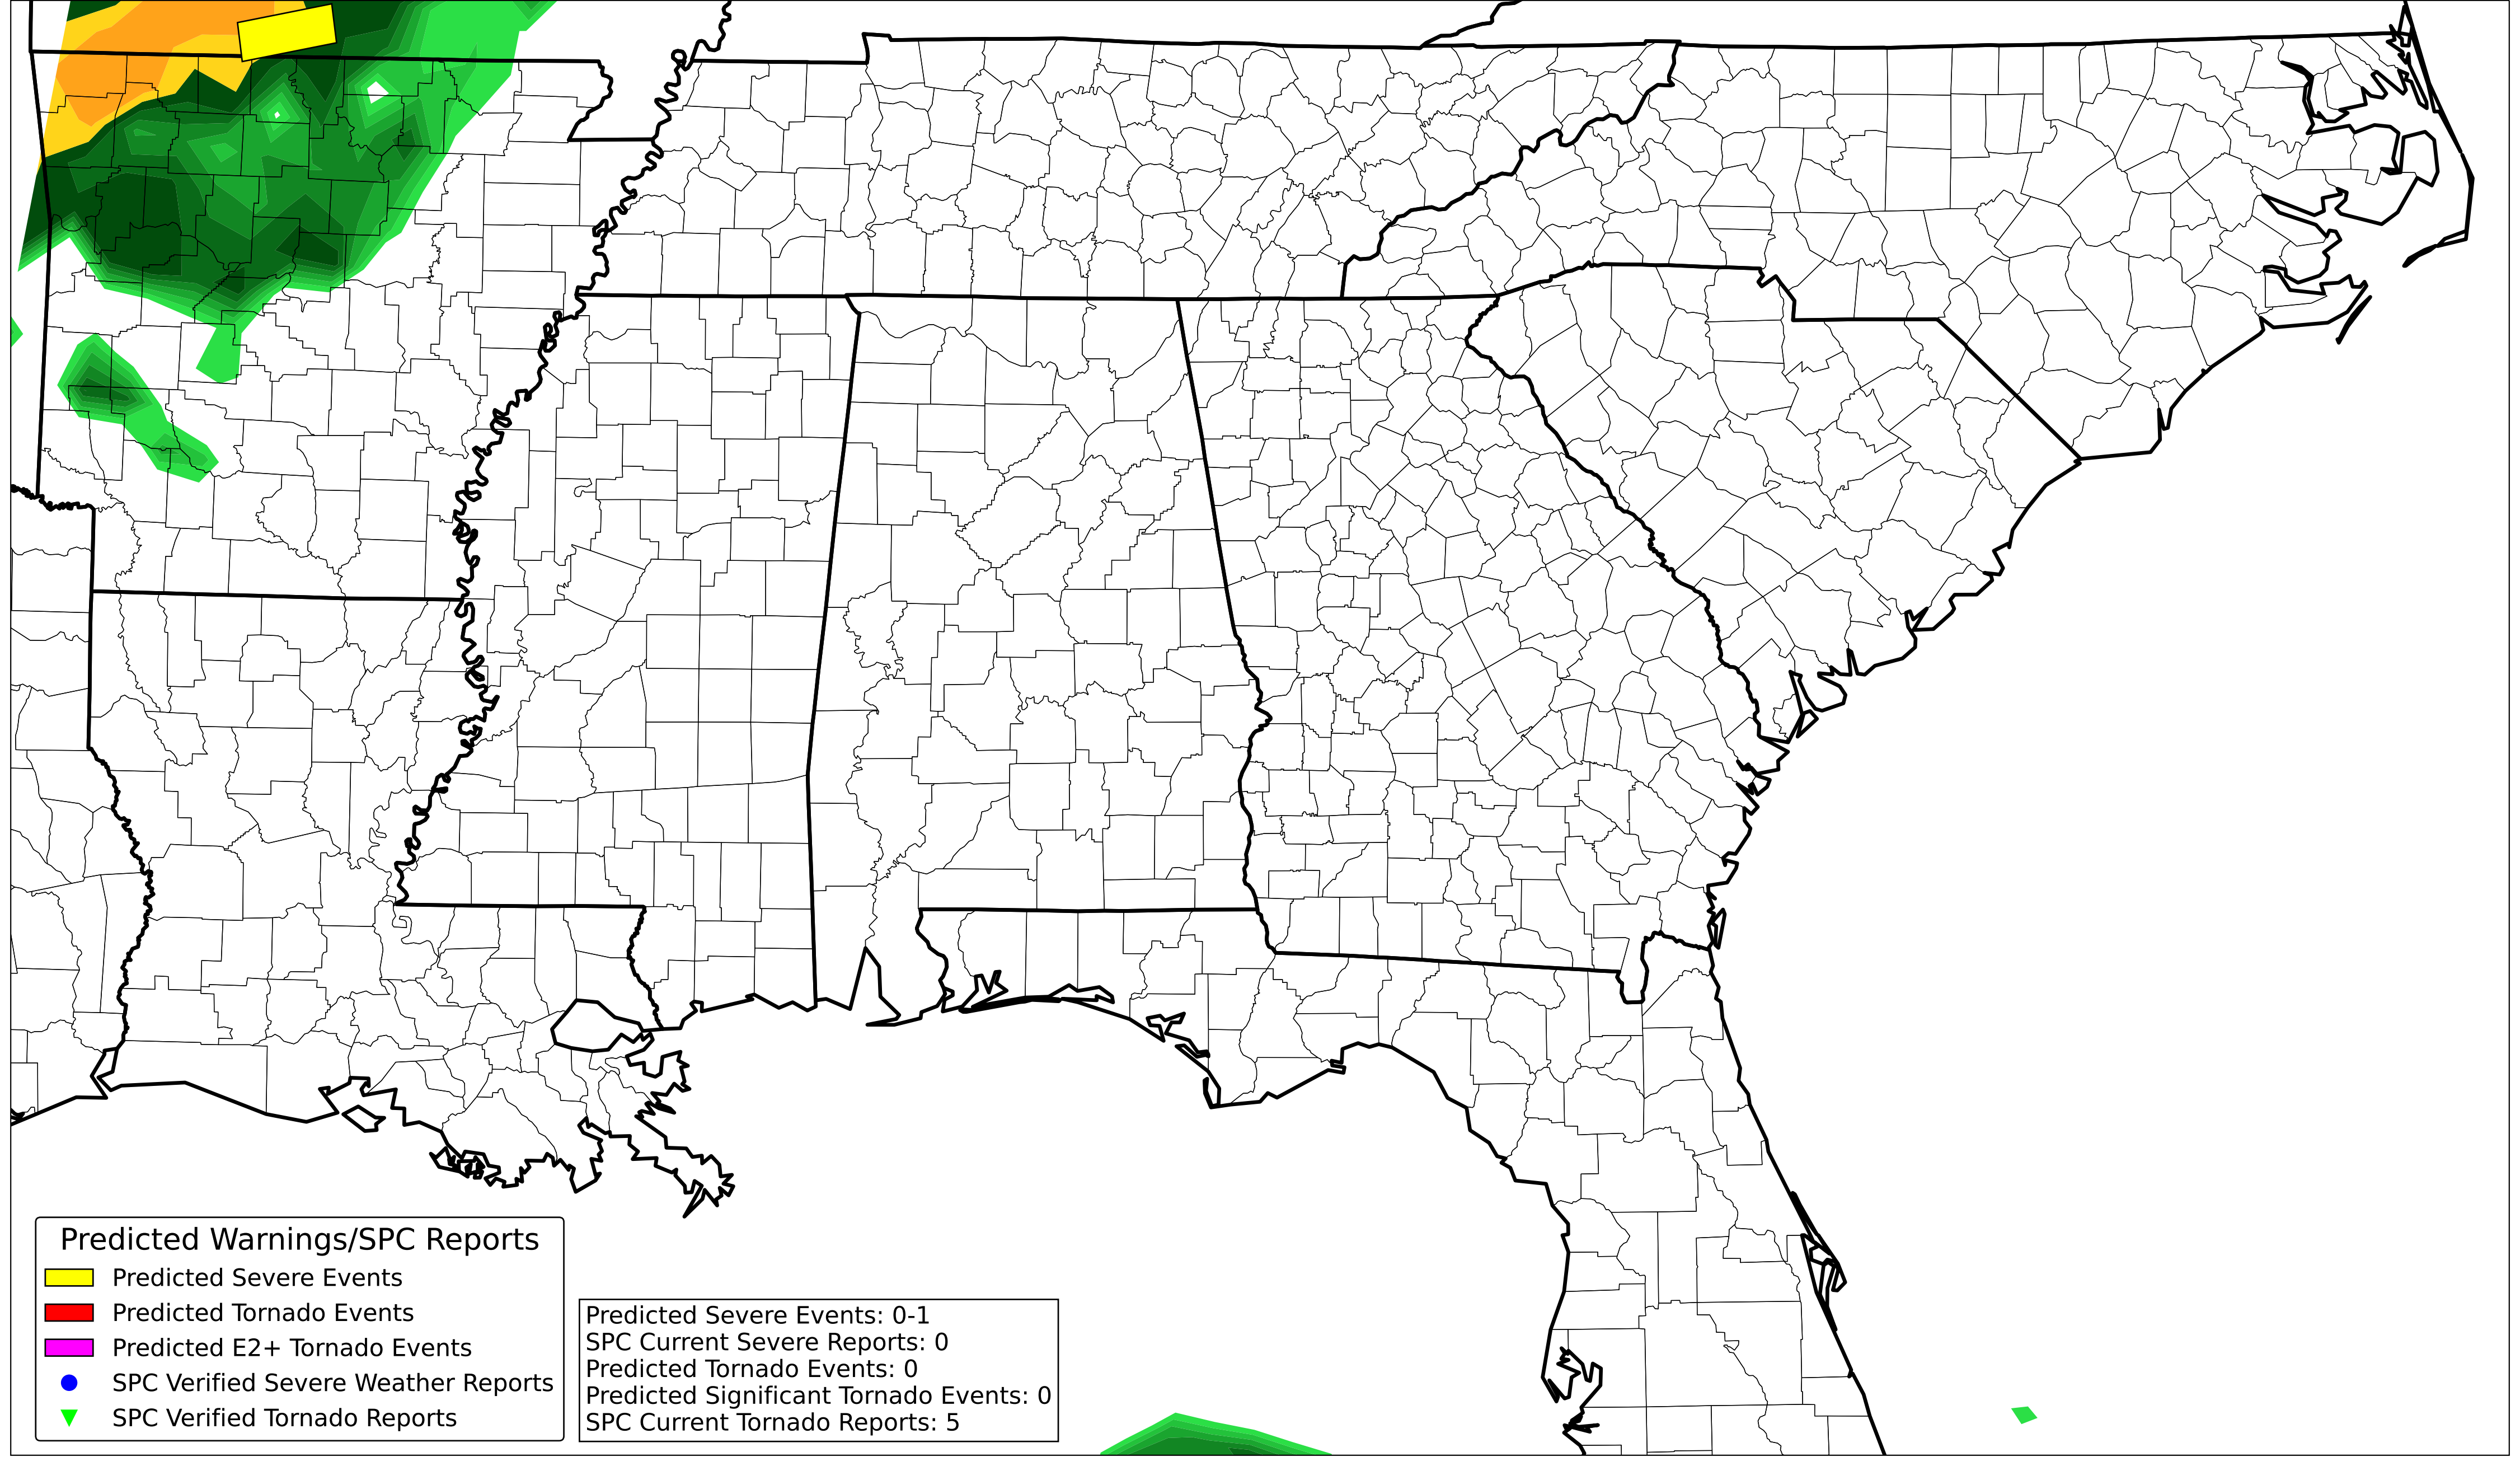 Predicted Warnings/SPC Reports
Predicted Severe Events
Predicted Tornado Events
Predicted E2+ Tornado Events
SPC Verified Severe Weather Reports
SPC Verified Tornado Reports
Predicted Severe Events: 0-1
SPC Current Severe Reports: 0
Predicted Tornado Events: 0
Predicted Significant Tornado Events: 0
SPC Current Tornado Reports: 5